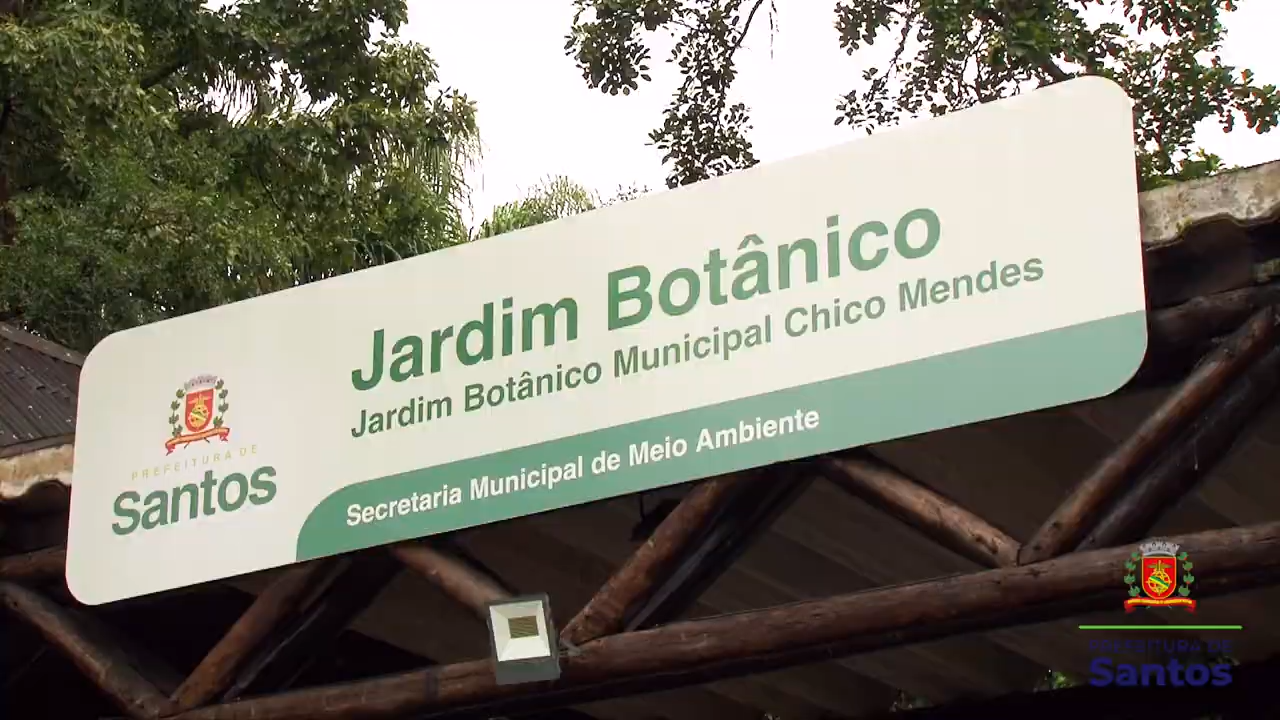 Jardim Botânico
Jardim Botânico Municipal Chico Mendes
Secretaria Municipal de Meio Ambiente
PREFEITURA DE
Santos
PREFEITURA DE
Santos